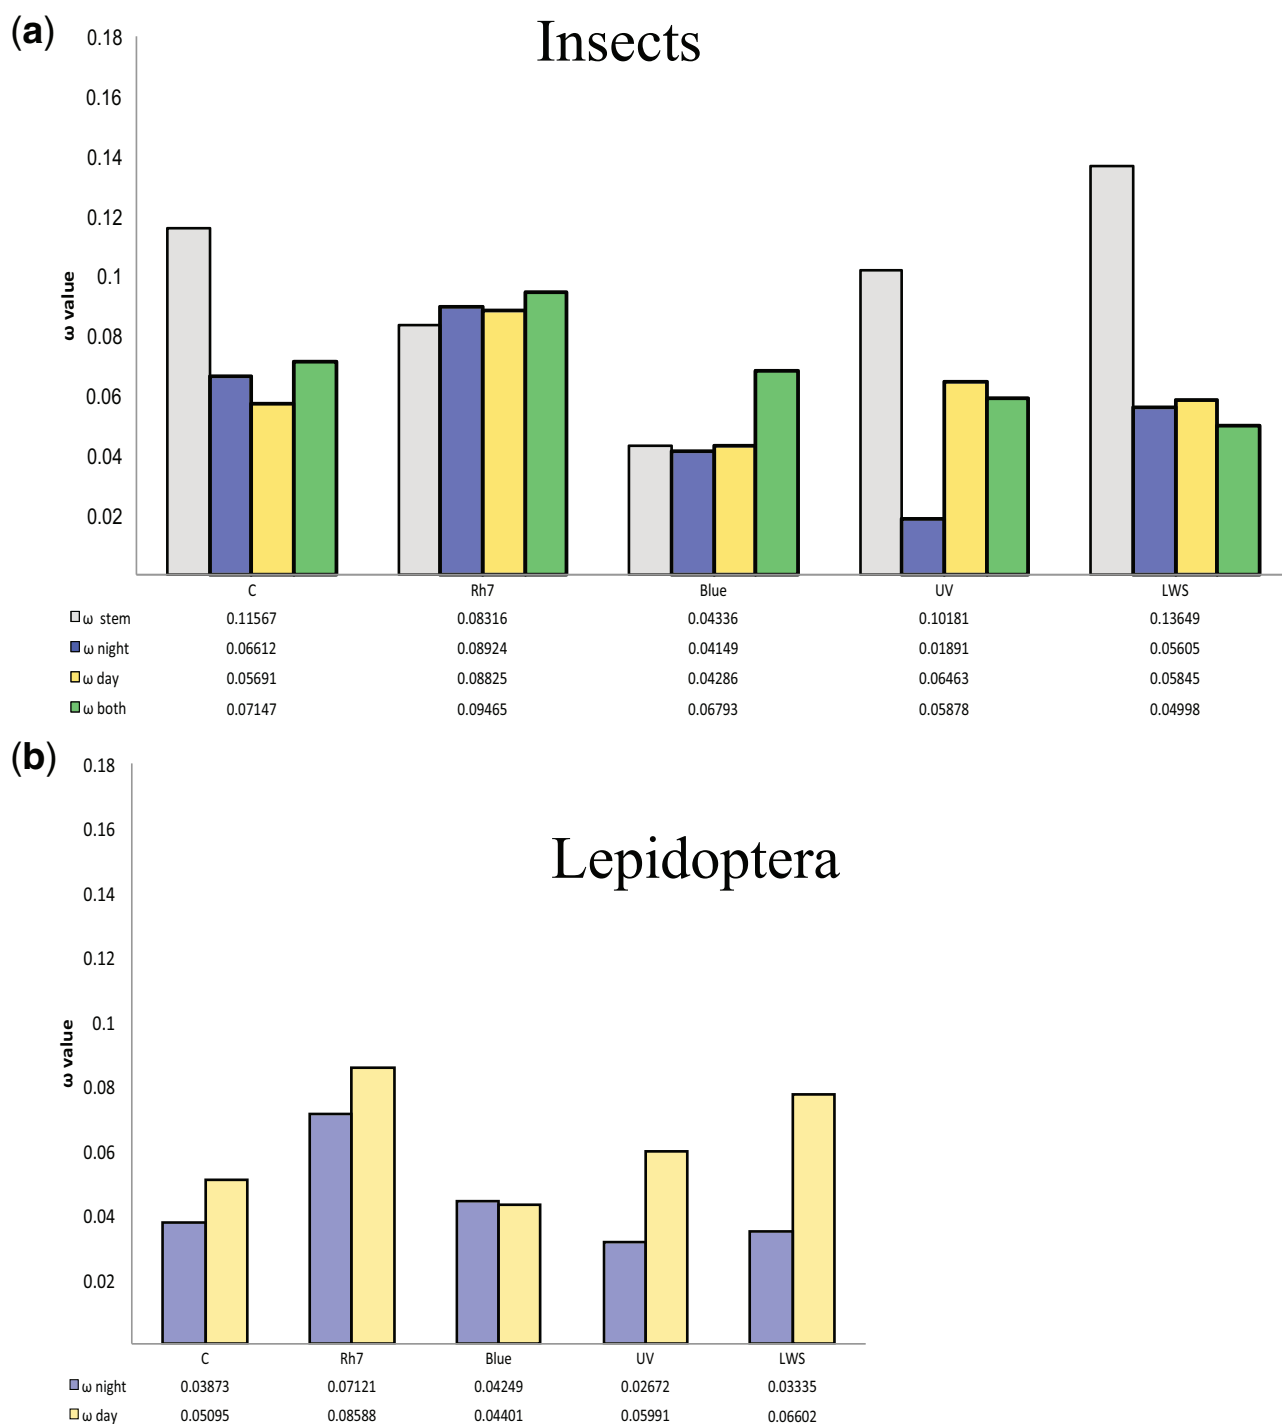 (a)
Insects
0.18
0.16
0.14
0.12
0.1
0.08
0.06
0.04
0.02
ω value
C Rh7 Blue UV LWS
ω stem 0.11567 0.08316 0.04336 0.10181 0.13649
ω night 0.06612 0.08924 0.04149 0.01891 0.05605
ω day 0.05691 0.08825 0.04286 0.06463 0.05845
ω both 0.07147 0.09465 0.06793 0.05878 0.04998
(b)
Lepidoptera
0.18
0.16
0.14
0.12
0.1
0.08
0.06
0.04
0.02
ω value
C Rh7 Blue UV LWS
ω night 0.03873 0.07121 0.04249 0.02672 0.03335
ω day 0.05095 0.08588 0.04401 0.05991 0.06602